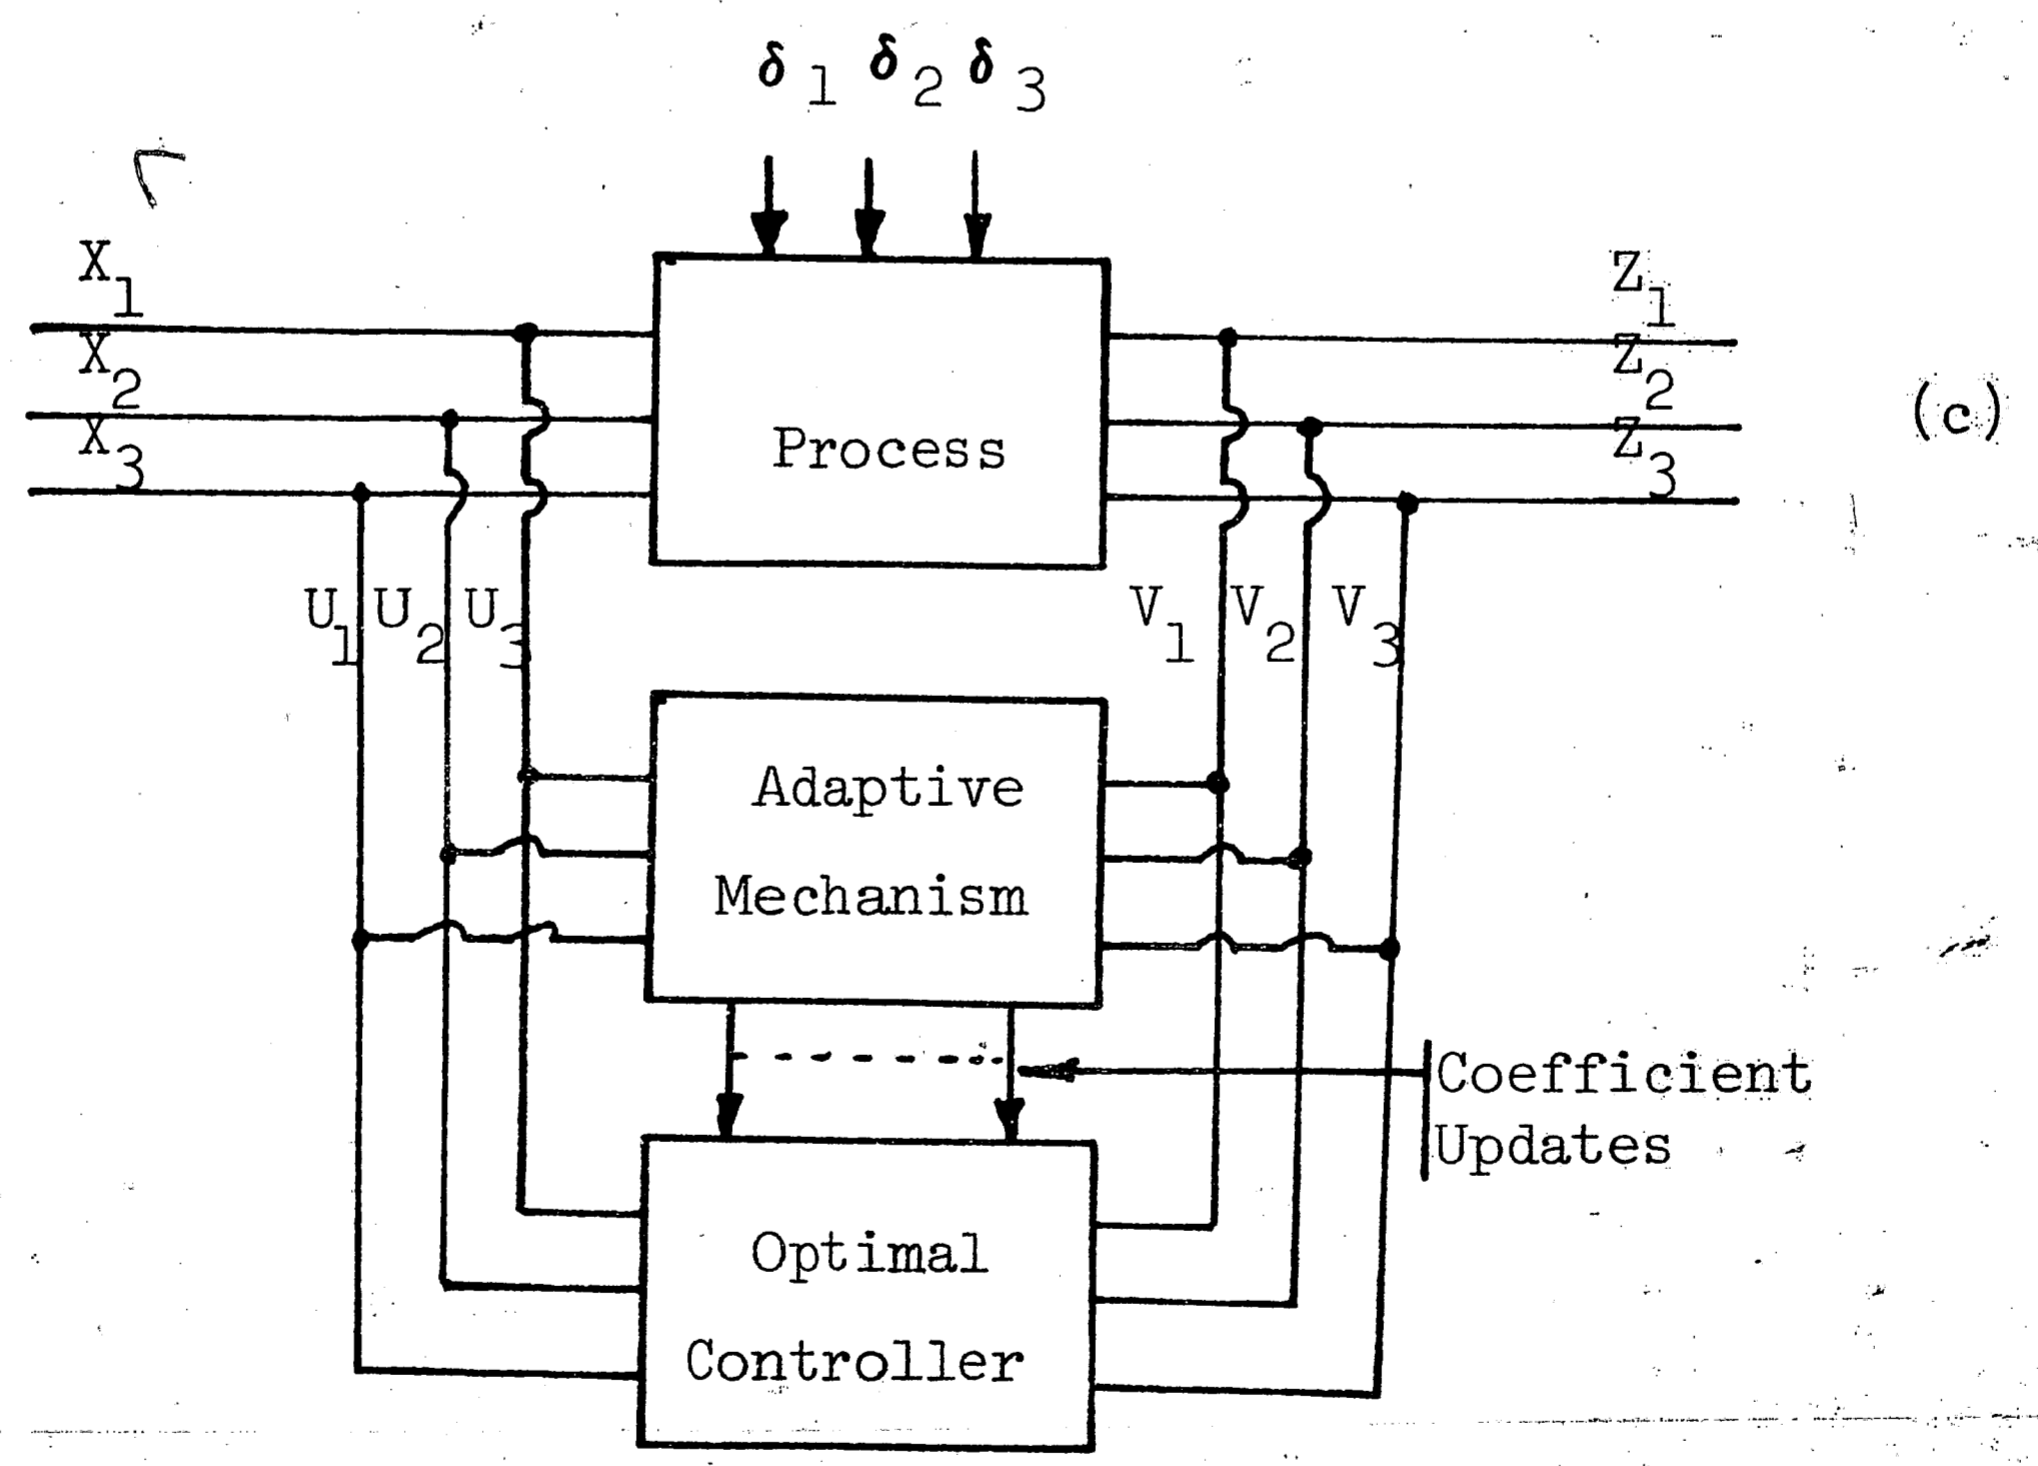 δ1 δ2 δ3
X1
X2
X3
Z1
Z2
Z3
(c)
Process
U1 U2 U3
V1 V2 V3
Adaptive
Mechanism
Coefficient
Updates
Optimal
Controller